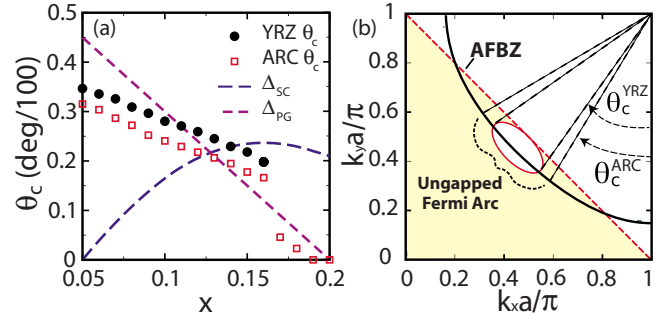 (a)
YRZ θc
ARC θc
ΔSC
ΔPG
θc (deg/100)
0.5
0.4
0.3
0.2
0.1
0
0.05
0.1
0.15
0.2
x
(b)
AFBZ
θcYRZ
θcARC
Ungapped
Fermi Arc
kya/π
1
0.8
0.6
0.4
0.2
0
0
0.2
0.4
0.6
0.8
1
kxa/π